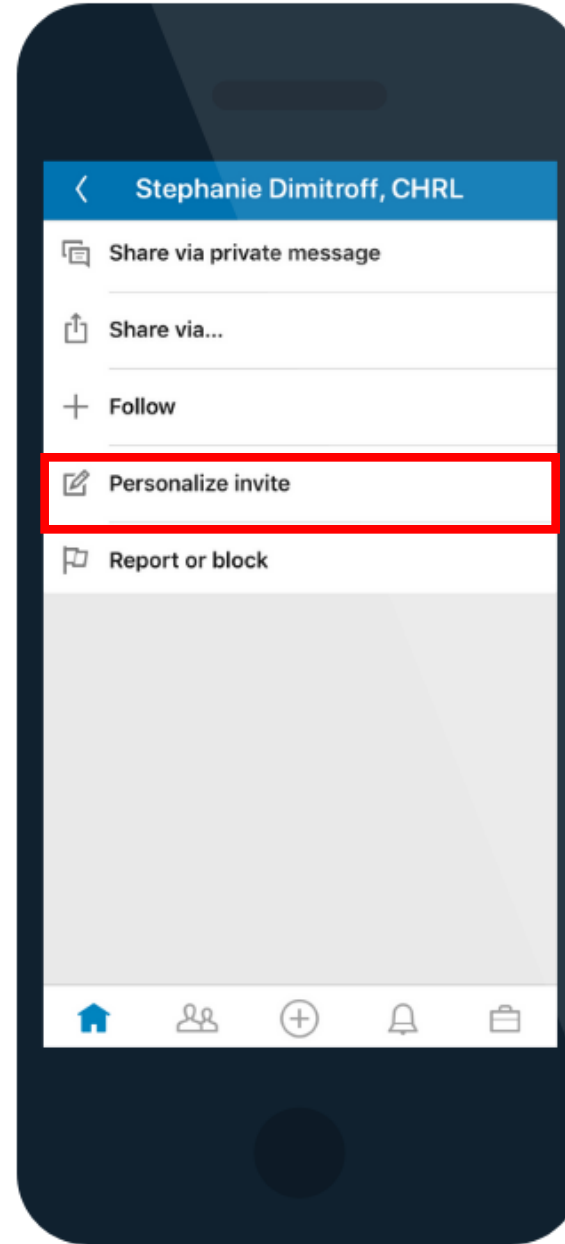 Stephanie Dimitroff, CHRL
Share via private message
Share via...
Follow
Personalize invite
Report or block